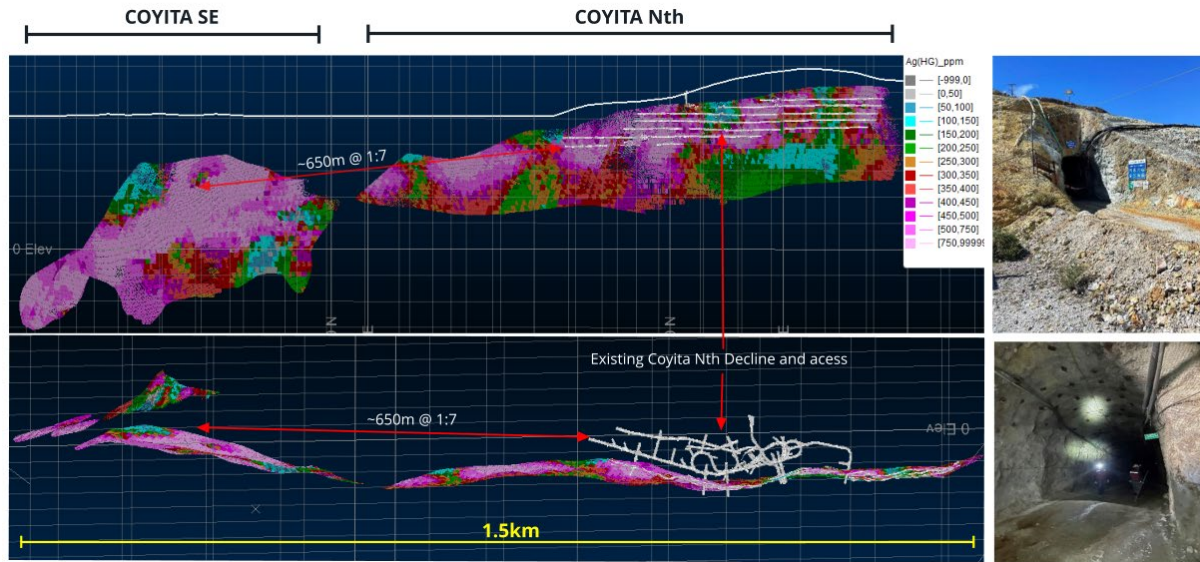 COYITA SE
COYITA Nth
Ag(HG)_ppm
[-999,0]
[0,50]
[50,100]
[100,150]
[150,200]
[200,250]
[250,300]
[300,350]
[350,400]
[400,450]
[450,500]
[500,750]
[750,99999
~650m @ 1:7
0 Elev
Existing Coyita Nth Decline and acess
~650m @ 1:7
0 Elev
1.5km